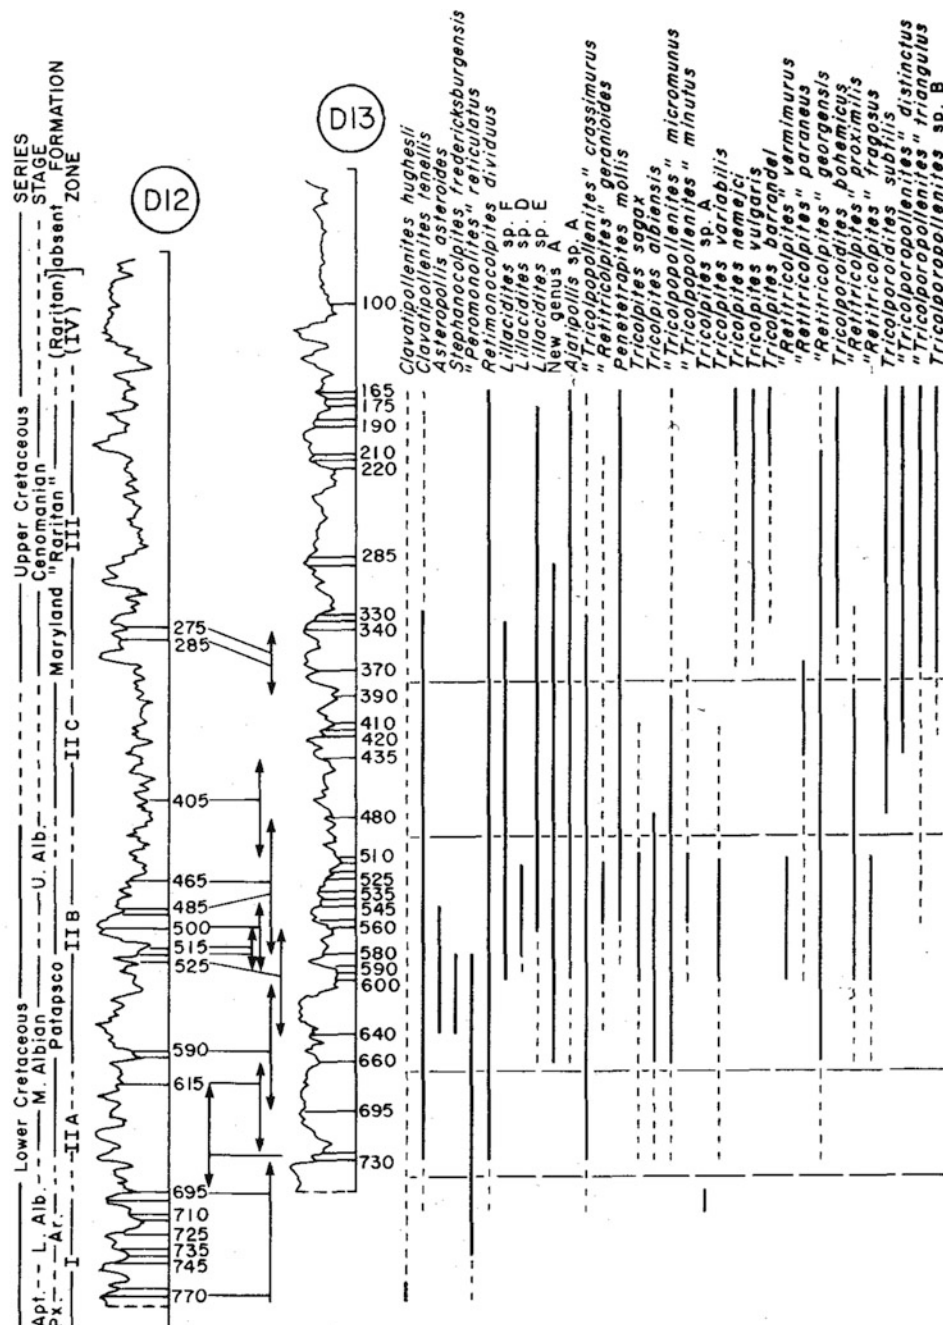 SERIES
STAGE
FORMATION
ZONE
Upper Cretaceous
Cenomanian
Maryland "Raritan"
(Raritan)
absent
(IV)
III
Lower Cretaceous
Apt.
L. Alb.
M. Albian
U. Alb.
Px.
Ar.
Patapsco
I
II A
II B
II C
D12
275
285
405
465
485
500
515
525
590
615
695
710
725
735
745
770
D13
100
165
175
190
210
220
285
330
340
370
390
410
420
435
480
510
525
535
545
560
580
590
600
640
660
695
730
Clavatipollenites hughesii
Clavatipollenites tenellis
Asteropollis asteroides
Stephanocolpites fredericksburgensis
"Peromonolites" reticulatus
Retimonocolpites dividuus
Liliacidites sp. F
Liliacidites sp. D
Liliacidites sp. E
New genus A
Ajatipollis sp. A
"Tricolpopollenites" crassimurus
"Retitricolpites" geranioides
Penetetrapites mollis
Tricolpites sagax
Tricolpites albiensis
"Tricolpopollenites" micromunus
"Tricolpopollenites" minutus
Tricolpites sp. A
Tricolpites variabilis
Tricolpites nemejci
Tricolpites vulgaris
Tricolpites barrandei
"Retitricolpites" vermimurus
"Retitricolpites" paraneus
"Retitricolpites" georgensis
Tricolporoidites bohemicus
"Retitricolpites" proximilis
"Retitricolpites" fragosus
Tricolporoidites subtilis
"Tricoloroporopollenites" distinctus
"Tricoloroporopollenites" triangulus
Tricoloroporopollenites sp. B